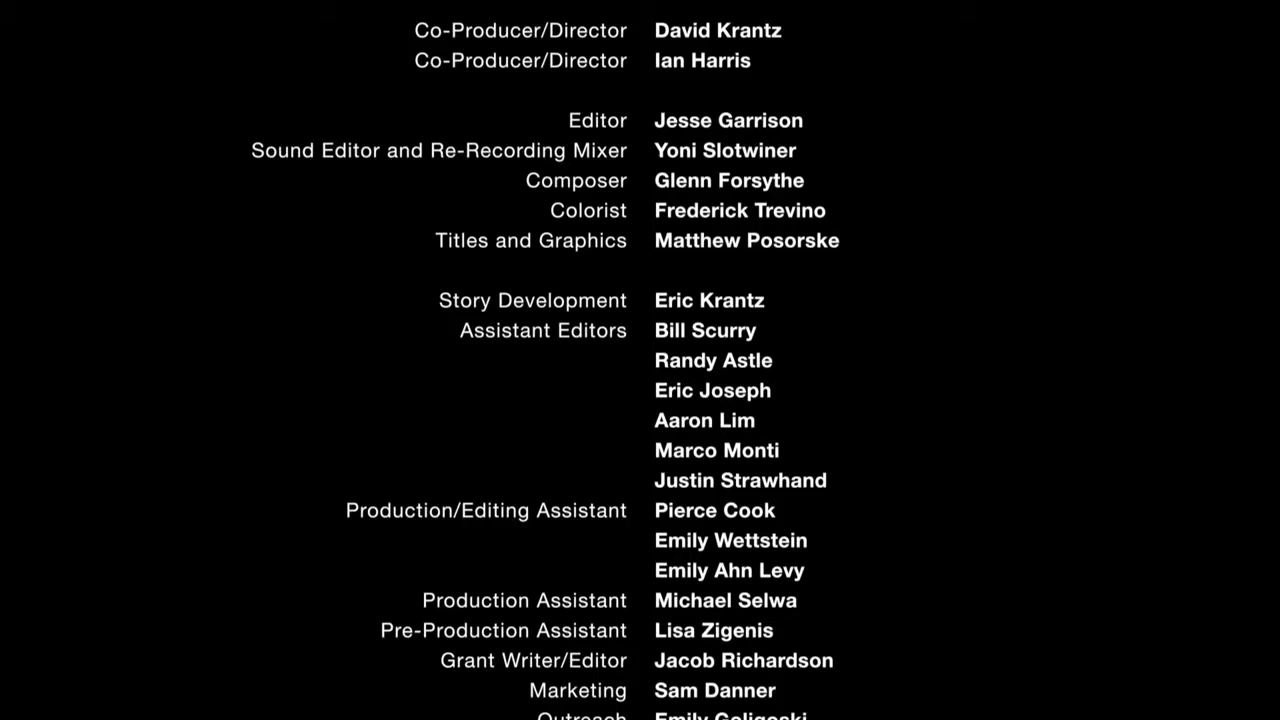 Co-Producer/Director David Krantz
Co-Producer/Director Ian Harris
Editor Jesse Garrison
Sound Editor and Re-Recording Mixer Yoni Slotwiner
Composer Glenn Forsythe
Colorist Frederick Trevino
Titles and Graphics Matthew Posorske
Story Development Eric Krantz
Assistant Editors Bill Scurry
Randy Astle
Eric Joseph
Aaron Lim
Marco Monti
Justin Strawhand
Production/Editing Assistant Pierce Cook
Emily Wettstein
Emily Ahn Levy
Production Assistant Michael Selwa
Pre-Production Assistant Lisa Zigenis
Grant Writer/Editor Jacob Richardson
Marketing Sam Danner
Outreach Emily Goligoski